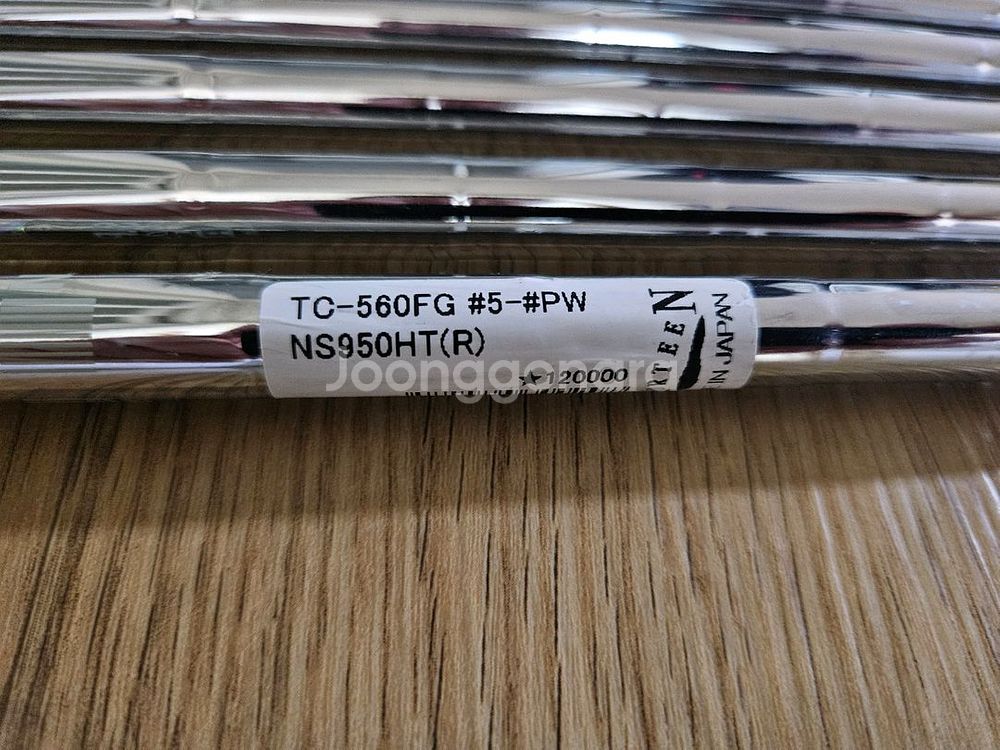 TC-560FG #5-#PW
NS950HT(R)
120000
IN JAPAN
Joonggonara